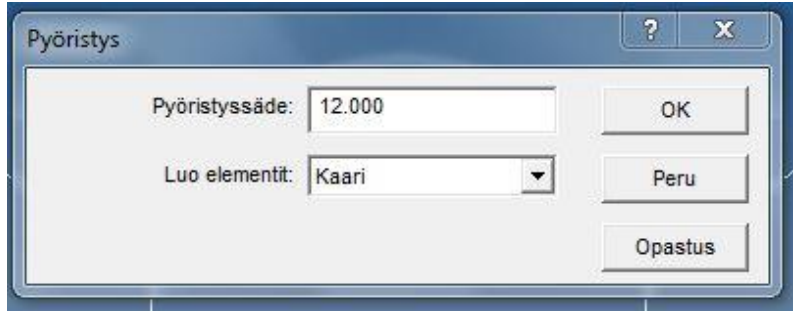 Pyöristys
?
X
Pyöristyssäde: 12.000
OK
Luo elementit: Kaari
Peru
Opastus